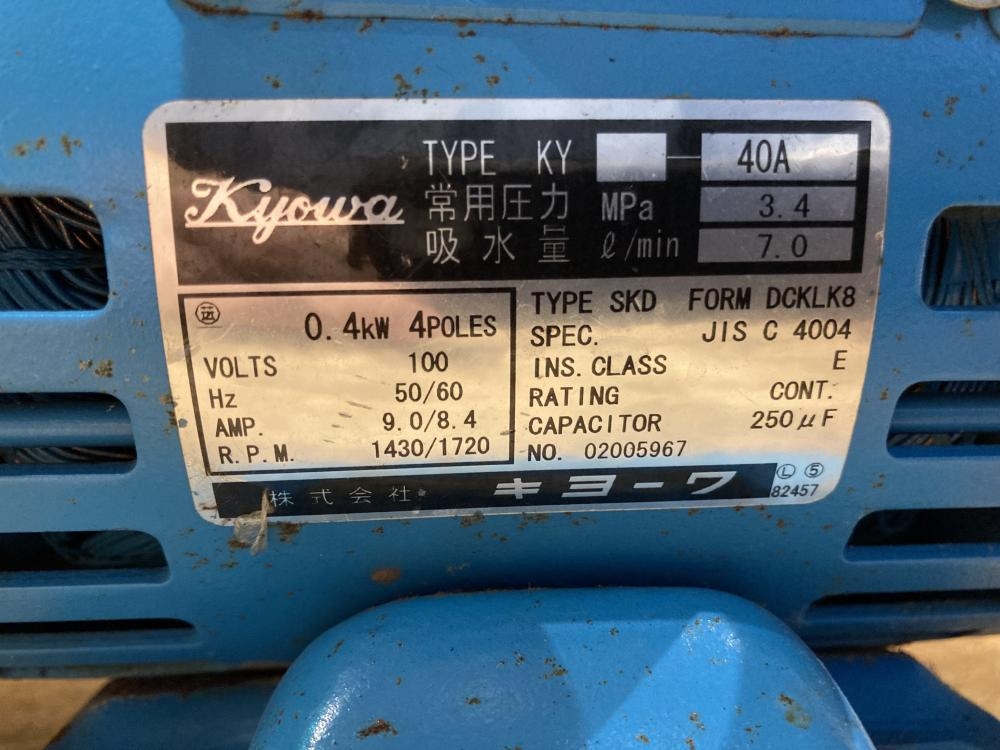 Kyowa
TYPE KY - 40A
常用圧力 MPa 3.4
吸水量 ℓ/min 7.0
0.4kW 4POLES
VOLTS 100
Hz 50/60
AMP. 9.0/8.4
R.P.M. 1430/1720
TYPE SKD FORM DCKLK8
SPEC. JIS C 4004
INS. CLASS E
RATING CONT.
CAPACITOR 250μF
NO. 02005967
株式会社 キヨーワ
Ⓛ ⑤
82457